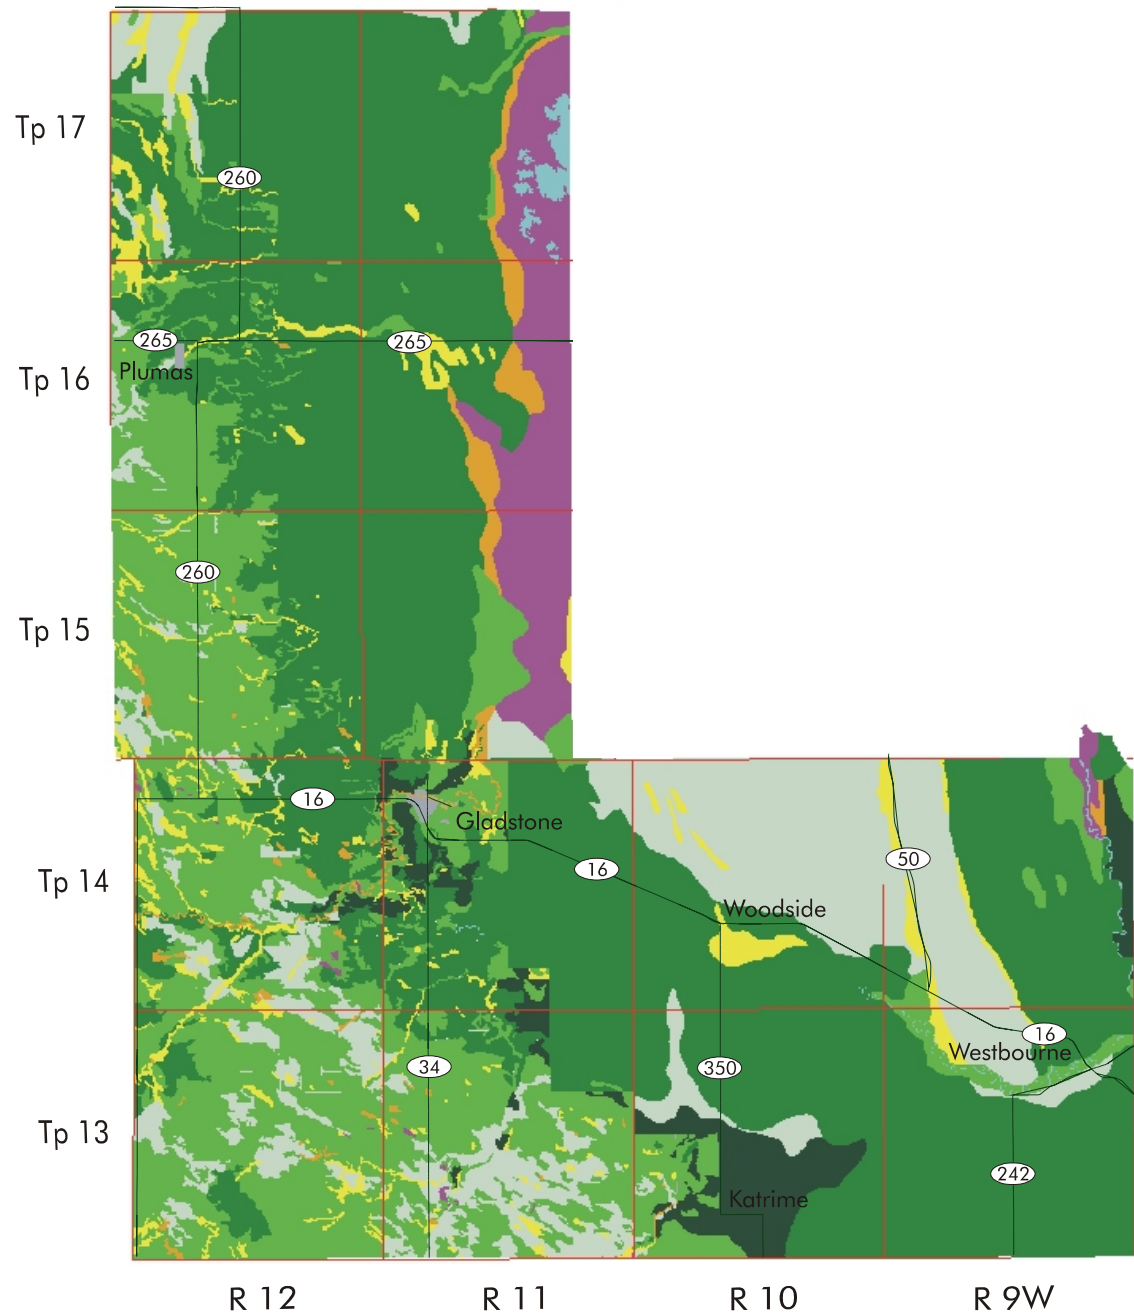 Tp 17
260
265
265
Plumas
Tp 16
260
Tp 15
16
Gladstone
50
16
Tp 14
Woodside
16
Westbourne
34
350
Tp 13
242
Katrime
R 12
R 11
R 10
R 9W